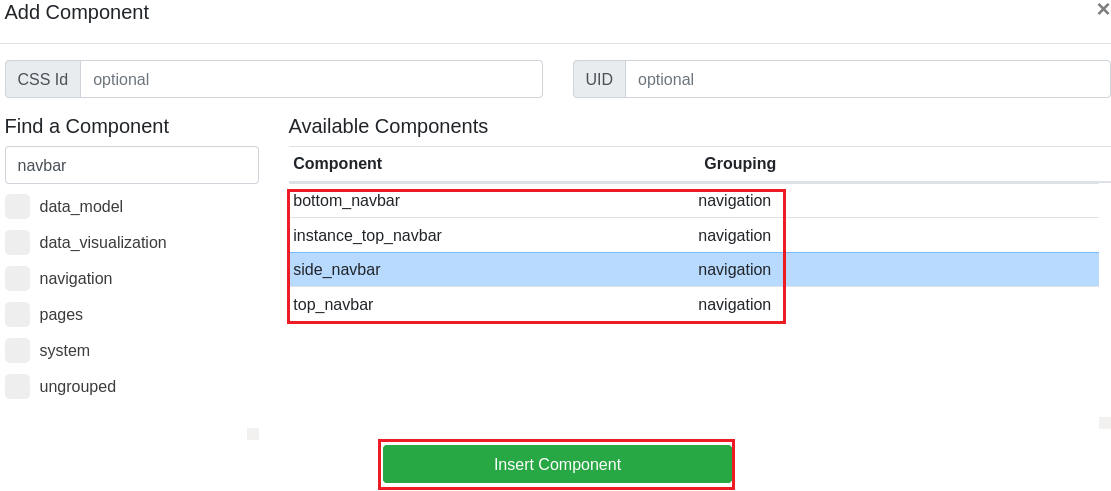 Add Component ×
CSS Id optional UID optional
Find a Component
navbar
data_model
data_visualization
navigation
pages
system
ungrouped
Available Components
Component Grouping
bottom_navbar navigation
instance_top_navbar navigation
side_navbar navigation
top_navbar navigation
Insert Component